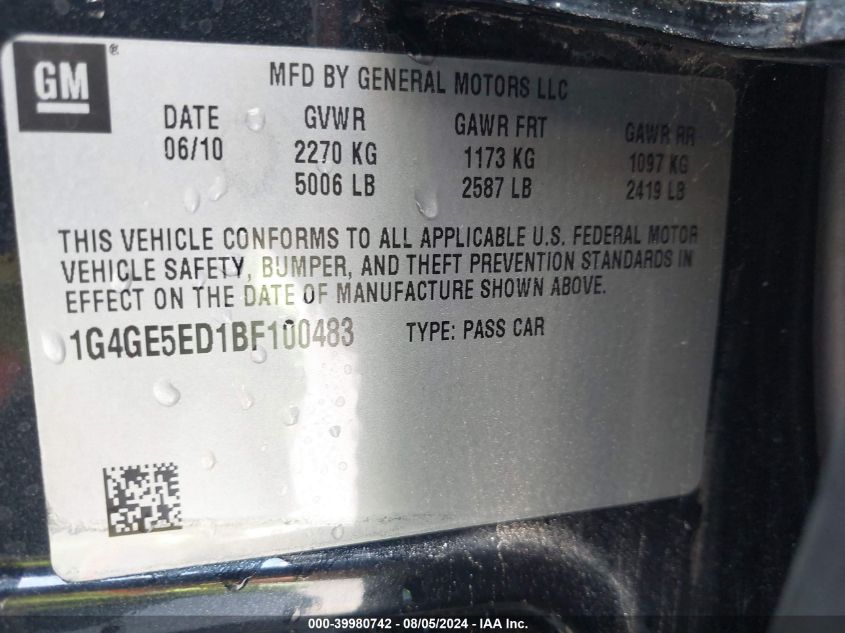 GM ®
MFD BY GENERAL MOTORS LLC
DATE GVWR GAWR FRT GAWR RR
06/10 2270 KG 1173 KG 1097 KG
5006 LB 2587 LB 2419 LB
THIS VEHICLE CONFORMS TO ALL APPLICABLE U.S. FEDERAL MOTOR
VEHICLE SAFETY, BUMPER, AND THEFT PREVENTION STANDARDS IN
EFFECT ON THE DATE OF MANUFACTURE SHOWN ABOVE.
1G4GE5ED1BF100483 TYPE: PASS CAR
000-39980742 - 08/05/2024 - IAA Inc.